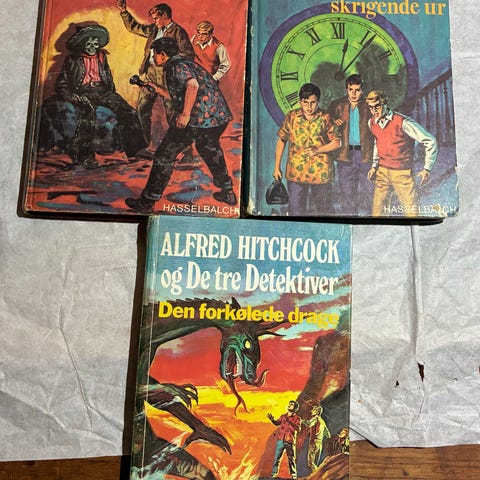 skrigende ur
HASSELBALCH
HASSELBALCH
ALFRED HITCHCOCK
og De tre Detektiver
Den forkølede drage